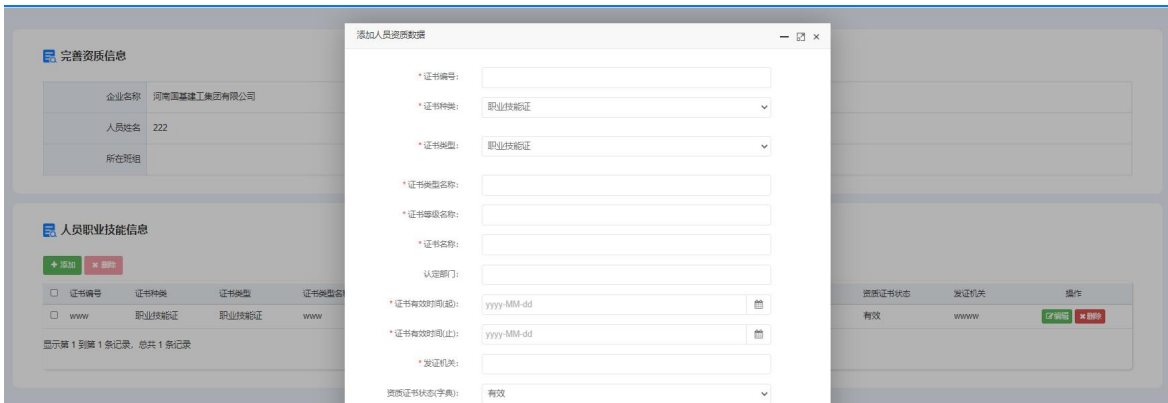 添加人员资质数据
完善资质信息
企业名称 河南国基建工集团有限公司
人员姓名 222
所在班组
* 证书编号:
* 证书种类: 职业技能证
* 证书类型: 职业技能证
* 证书类型名称:
* 证书等级名称:
* 证书名称:
认定部门:
* 证书有效时间(起): yyyy-MM-dd
* 证书有效时间(止): yyyy-MM-dd
* 发证机关:
资质证书状态(字典): 有效
人员职业技能信息
+ 添加 × 删除
证书编号 证书种类 证书类型 证书类型名 资质证书状态 发证机关 操作
www 职业技能证 职业技能证 www 有效 wwww 编辑 × 删除
显示第 1 到第 1 条记录，总共 1 条记录